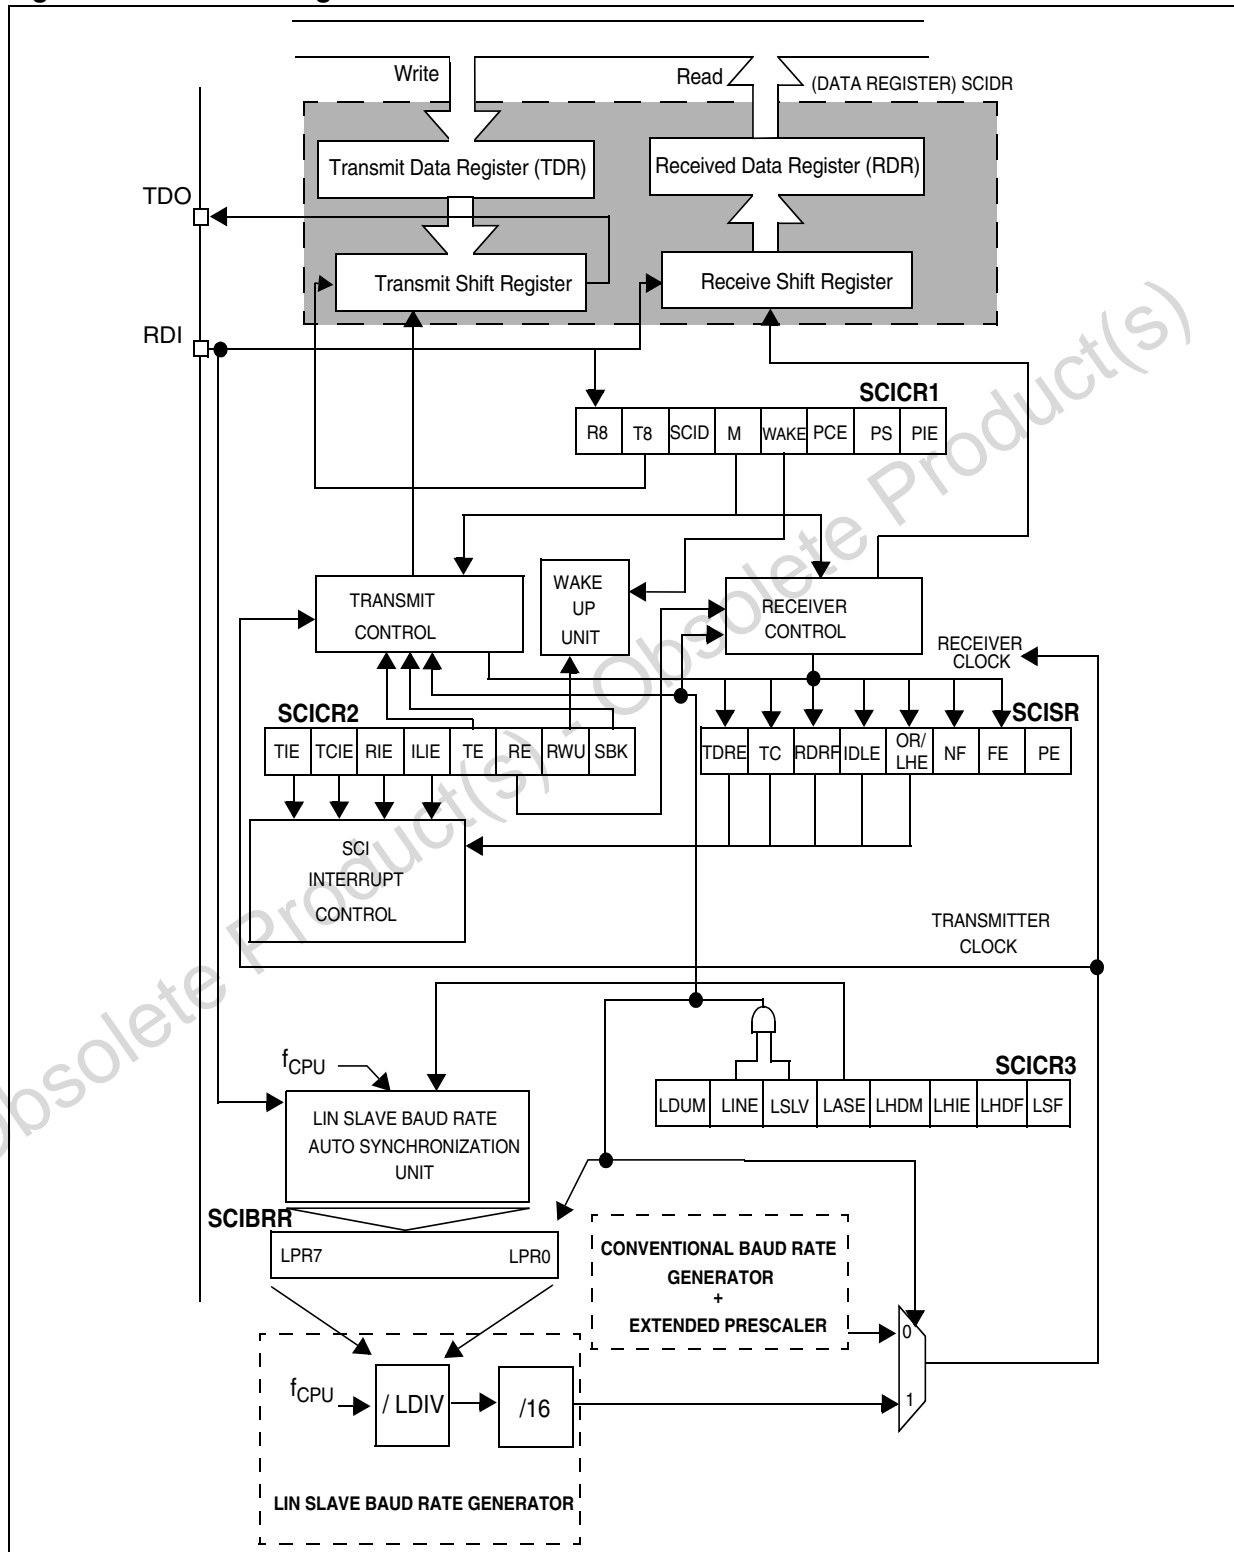 Write
Read
(DATA REGISTER) SCIDR
Transmit Data Register (TDR)
Received Data Register (RDR)
TDO
Transmit Shift Register
Receive Shift Register
RDI
SCICR1
R8 T8 SCID M WAKE PCE PS PIE
TRANSMIT
CONTROL
WAKE
UP
UNIT
RECEIVER
CONTROL
RECEIVER
CLOCK
SCICR2
SCISR
TIE TCIE RIE ILIE TE RE RWU SBK
TDRE TC RDRF IDLE OR/
LHE NF FE PE
SCI
INTERRUPT
CONTROL
TRANSMITTER
CLOCK
fCPU
SCICR3
LDUM LINE LSLV LASE LHDM LHIE LHDF LSF
LIN SLAVE BAUD RATE
AUTO SYNCHRONIZATION
UNIT
SCIBRR
LPR7 LPR0
CONVENTIONAL BAUD RATE
GENERATOR
+
EXTENDED PRESCALER
0
1
fCPU
/ LDIV
/16
LIN SLAVE BAUD RATE GENERATOR
Obsolete Product(s) - Obsolete Product(s)